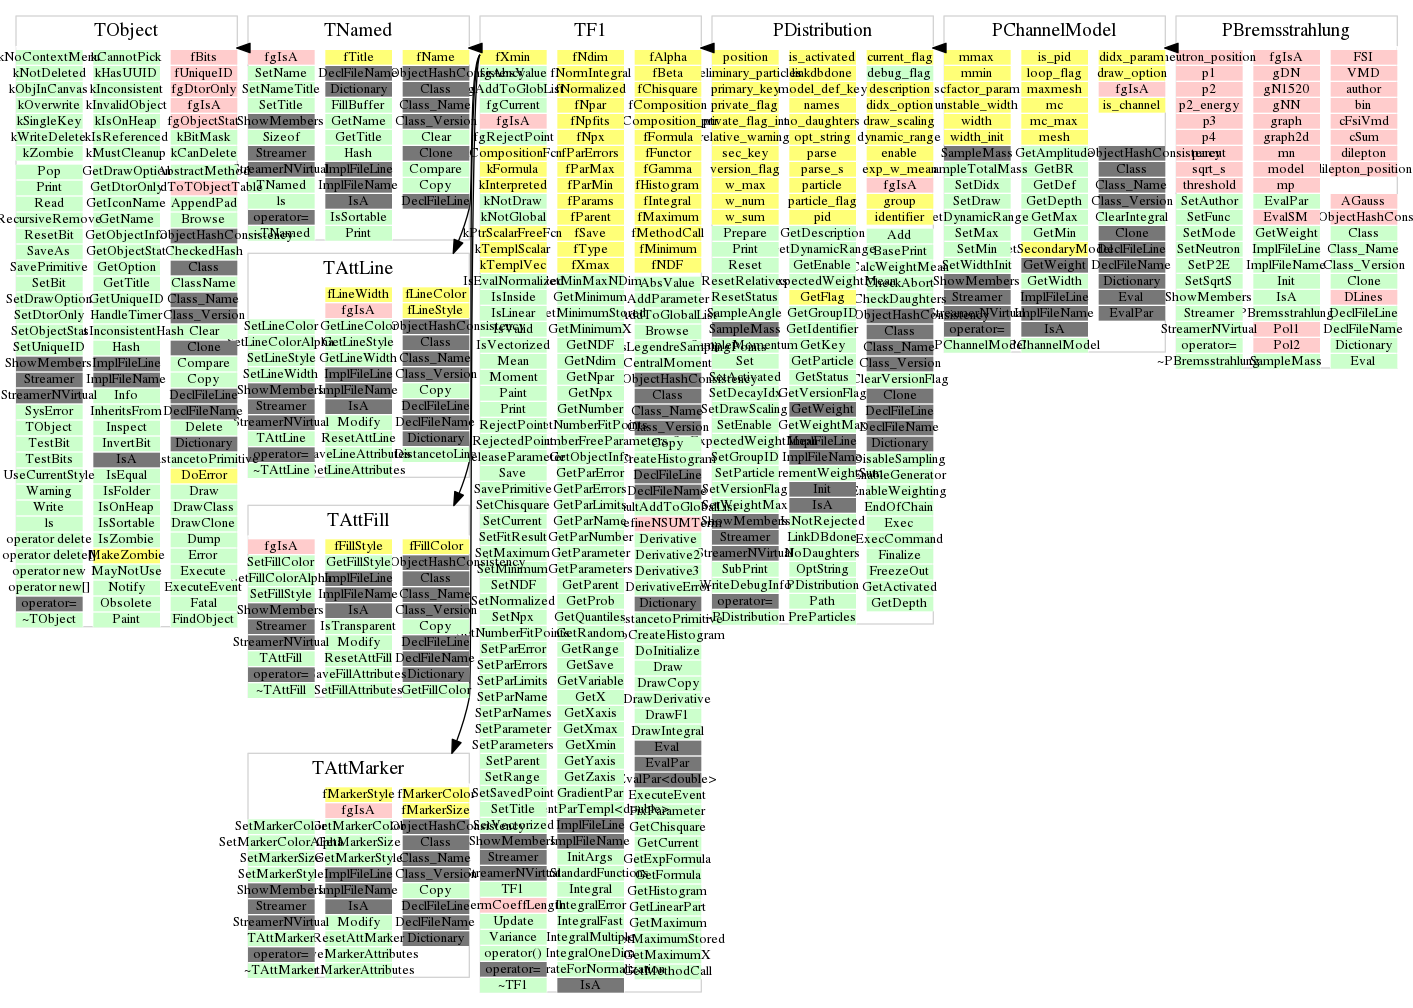 TObject
kNoContextMenu
kNotDeleted
kObjInCanvas
kOverwrite
kSingleKey
kWriteDelete
kZombie
Pop
Print
Read
RecursiveRemove
ResetBit
SaveAs
SavePrimitive
SetBit
SetDrawOption
SetDtorOnly
SetObjectStat
SetUniqueID
ShowMembers
Streamer
StreamerNVirtual
SysError
TObject
TestBit
TestBits
UseCurrentStyle
Warning
Write
ls
operator delete
operator delete[]
operator new
operator new[]
operator=
~TObject
kCannotPick
kHasUUID
kInconsistent
kInvalidObject
kIsOnHeap
kIsReferenced
kMustCleanup
GetDrawOption
GetDtorOnly
GetIconName
GetName
GetObjectInfo
GetObjectStat
GetOption
GetTitle
GetUniqueID
HandleTimer
InconsistentHash
Hash
ImplFileLine
ImplFileName
Info
InheritsFrom
Inspect
InvertBit
IsA
IsEqual
IsFolder
IsOnHeap
IsSortable
IsZombie
MakeZombie
MayNotUse
Notify
Obsolete
Paint
fBits
fUniqueID
fgDtorOnly
fgIsA
fgObjectStat
kBitMask
kCanDelete
AbstractMethod
AppendPad
Browse
CheckedHash
Class
ClassName
Class_Name
Class_Version
Clear
Clone
Compare
Copy
DeclFileLine
DeclFileName
Delete
Dictionary
DoError
Draw
DrawClass
DrawClone
Dump
Error
Execute
ExecuteEvent
Fatal
FindObject
TNamed
fgIsA
SetName
SetNameTitle
SetTitle
ShowMembers
Sizeof
Streamer
StreamerNVirtual
TNamed
ls
operator=
~TNamed
fTitle
DeclFileName
Dictionary
FillBuffer
GetName
GetTitle
Hash
ImplFileLine
ImplFileName
IsA
IsSortable
Print
fName
CheckTObjectHashConsistency
Class
Class_Name
Class_Version
Clear
Clone
Compare
Copy
DeclFileLine
TAttLine
SetLineColor
SetLineColorAlpha
SetLineStyle
SetLineWidth
ShowMembers
Streamer
StreamerNVirtual
TAttLine
operator=
~TAttLine
fLineWidth
fgIsA
GetLineColor
GetLineStyle
GetLineWidth
ImplFileLine
ImplFileName
IsA
Modify
ResetAttLine
SaveLineAttributes
SetLineAttributes
fLineColor
fLineStyle
Class
Class_Name
Class_Version
Copy
DeclFileLine
DeclFileName
Dictionary
DistancetoLine
TAttFill
fgIsA
SetFillColor
SetFillColorAlpha
SetFillStyle
ShowMembers
Streamer
StreamerNVirtual
TAttFill
operator=
~TAttFill
fFillStyle
GetFillStyle
ImplFileLine
ImplFileName
IsA
IsTransparent
Modify
ResetAttFill
SaveFillAttributes
SetFillAttributes
fFillColor
Class
Class_Name
Class_Version
Copy
DeclFileLine
DeclFileName
Dictionary
GetFillColor
TAttMarker
SetMarkerColor
SetMarkerColorAlpha
SetMarkerSize
SetMarkerStyle
ShowMembers
Streamer
StreamerNVirtual
TAttMarker
operator=
~TAttMarker
fMarkerStyle
fgIsA
GetMarkerColor
GetMarkerSize
GetMarkerStyle
ImplFileLine
ImplFileName
IsA
Modify
ResetAttMarker
fMarkerColor
fMarkerSize
Class
Class_Name
Class_Version
Copy
DeclFileLine
DeclFileName
Dictionary
TF1
fXmin
fgAbsValue
fgAddToGlobList
fgCurrent
fgIsA
fgRejectPoint
kCompositionFcn
kFormula
kInterpreted
kNotDraw
kNotGlobal
kPtrScalarFreeFcn
kTemplScalar
kTemplVec
IsEvalNormalized
IsInside
IsLinear
IsValid
IsVectorized
Mean
Moment
Paint
Print
RejectPoint
RejectedPoint
ReleaseParameter
Save
SavePrimitive
SetChisquare
SetCurrent
SetFitResult
SetMaximum
SetMinimum
SetNDF
SetNormalized
SetNpx
SetNumberFitPoints
SetParError
SetParErrors
SetParLimits
SetParName
SetParNames
SetParameter
SetParameters
SetParent
SetRange
SetSavedPoint
SetTitle
SetVectorized
ShowMembers
Streamer
StreamerNVirtual
TF1
TermCoeffLength
Update
Variance
operator()
operator=
~TF1
fNdim
fNormIntegral
fNormalized
fNpar
fNpfits
fNpx
fParErrors
fParMax
fParMin
fParams
fParent
fSave
fType
fXmax
GetMinMaxNDim
GetMinimum
GetMinimumStored
GetMinimumX
GetNDF
GetNdim
GetNpar
GetNpx
GetNumber
GetNumberFitPoints
GetNumberFreeParameters
GetObjectInfo
GetParError
GetParErrors
GetParLimits
GetParName
GetParNumber
GetParameter
GetParameters
GetParent
GetProb
GetQuantiles
GetRandom
GetRange
GetSave
GetVariable
GetX
GetXaxis
GetXmax
GetXmin
GetYaxis
GetZaxis
GradientPar
ImplFileLine
ImplFileName
InitArgs
Integral
IntegralError
IntegralFast
IntegralMultiple
IntegralOneDim
IsA
fAlpha
fBeta
fChisquare
fComposition
fFormula
fFunctor
fGamma
fHistogram
fIntegral
fMaximum
fMethodCall
fMinimum
fNDF
AbsValue
AddParameter
AddToGlobalList
Browse
CentralMoment
Class
Class_Name
Class_Version
Copy
CreateHistogram
DeclFileLine
DeclFileName
DefineNSUMTerm
Derivative
Derivative2
Derivative3
DerivativeError
Dictionary
DistancetoPrimitive
DoCreateHistogram
DoInitialize
Draw
DrawCopy
DrawDerivative
DrawF1
DrawIntegral
Eval
EvalPar
EvalPar<double>
ExecuteEvent
FixParameter
GetChisquare
GetCurrent
GetExpFormula
GetFormula
GetHistogram
GetLinearPart
GetMaximum
GetMaximumStored
GetMaximumX
GetMethodCall
PDistribution
position
primary_key
private_flag
relative_warning
sec_key
version_flag
w_max
w_num
w_sum
Prepare
Print
Reset
ResetRelatives
ResetStatus
SampleAngle
SampleMass
SampleMomentum
Set
SetActivated
SetDecayIdx
SetDrawScaling
SetEnable
SetExpectedWeightMean
SetGroupID
SetParticle
SetVersionFlag
SetWeightMax
ShowMembers
Streamer
StreamerNVirtual
SubPrint
WriteDebugInfo
operator=
~PDistribution
is_activated
linkdbdone
model_def_key
names
no_daughters
opt_string
parse
parse_s
particle
particle_flag
pid
GetDescription
GetDynamicRange
GetEnable
GetExpectedWeightMean
GetFlag
GetGroupID
GetIdentifier
GetKey
GetParticle
GetStatus
GetVersionFlag
GetWeight
GetWeightMax
ImplFileLine
ImplFileName
IncrementWeightSum
Init
IsA
IsNotRejected
LinkDBdone
NoDaughters
OptString
PDistribution
Path
PreParticles
current_flag
debug_flag
description
didx_option
draw_scaling
dynamic_range
enable
exp_w_mean
fgIsA
group
identifier
Add
BasePrint
CalcWeightMean
CheckAbort
CheckDaughters
Class
Class_Name
Class_Version
ClearVersionFlag
Clone
DeclFileLine
DeclFileName
Dictionary
DisableSampling
EnableGenerator
EnableWeighting
EndOfChain
Exec
ExecCommand
Finalize
FreezeOut
GetActivated
GetDepth
PChannelModel
mmax
mmin
scfactor_param
unstable_width
width
width_init
SampleMass
SampleTotalMass
SetDidx
SetDraw
SetDynamicRange
SetMax
SetMin
SetWidthInit
ShowMembers
Streamer
StreamerNVirtual
operator=
~PChannelModel
is_pid
loop_flag
maxmesh
mc
mc_max
mesh
GetAmplitude
GetBR
GetDef
GetDepth
GetMax
GetMin
GetSecondaryModel
GetWeight
GetWidth
ImplFileLine
ImplFileName
IsA
PChannelModel
didx_param
draw_option
fgIsA
is_channel
CheckTObjectHashConsistency
Class
Class_Name
Class_Version
ClearIntegral
Clone
DeclFileLine
DeclFileName
Dictionary
Eval
EvalPar
PBremsstrahlung
neutron_position
p1
p2
p2_energy
p3
p4
parent
sqrt_s
threshold
SetAuthor
SetFunc
SetMode
SetNeutron
SetP2E
SetSqrtS
ShowMembers
Streamer
StreamerNVirtual
operator=
~PBremsstrahlung
fgIsA
gDN
gN1520
gNN
graph
graph2d
mn
model
mp
EvalPar
EvalSM
GetWeight
ImplFileLine
ImplFileName
Init
IsA
PBremsstrahlung
Pol1
Pol2
SampleMass
FSI
VMD
author
bin
cFsiVmd
cSum
dilepton
dilepton_position
AGauss
Class
Class_Name
Class_Version
Clone
DLines
DeclFileLine
DeclFileName
Dictionary
Eval